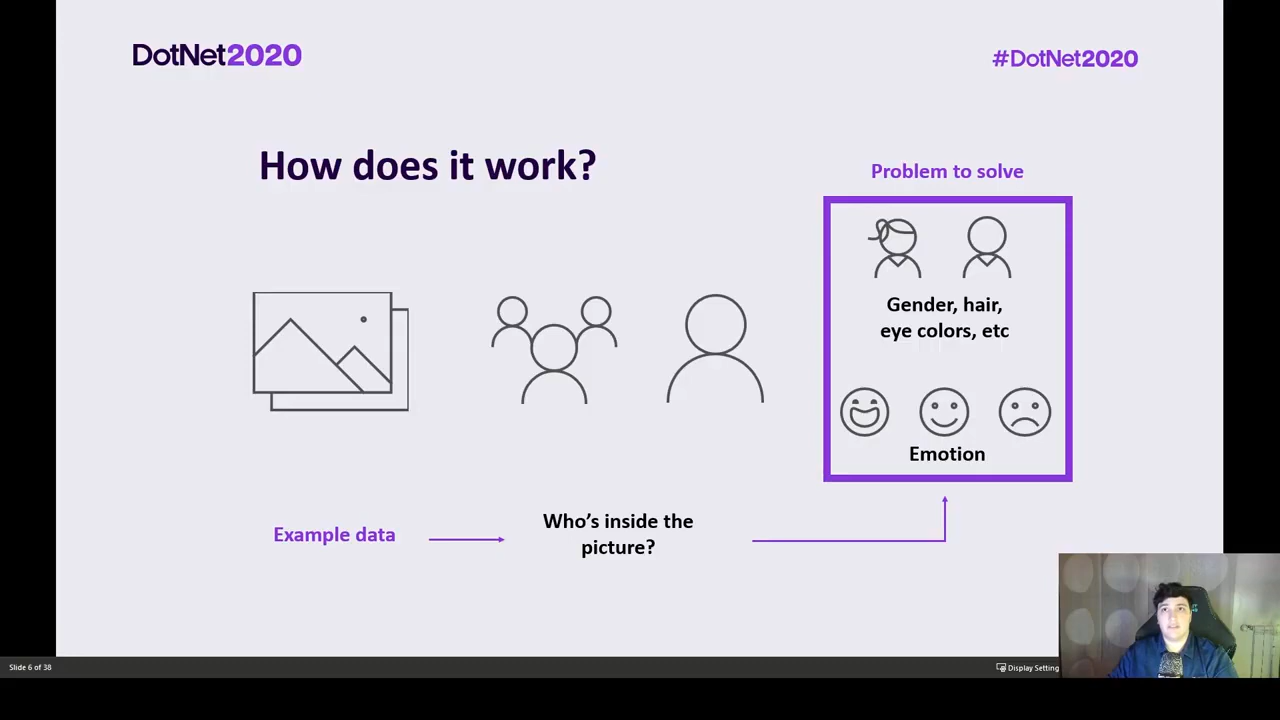 DotNet2020
#DotNet2020
How does it work?
Problem to solve
Gender, hair,
eye colors, etc
Emotion
Example data
Who's inside the
picture?
Slide 6 of 38
Display Setting